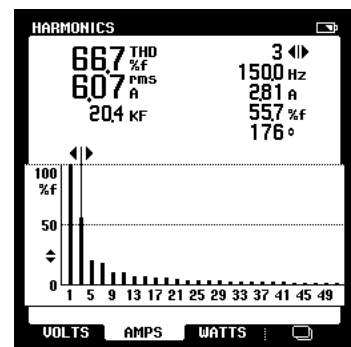 HARMONICS
66.7 THD %f
6.07 rms A
20.4 KF
3
150.0 Hz
2.81 A
55.7 %f
176 °
100
%f
50
0
1 5 9 13 17 21 25 29 33 37 41 45 49
VOLTS AMPS WATTS